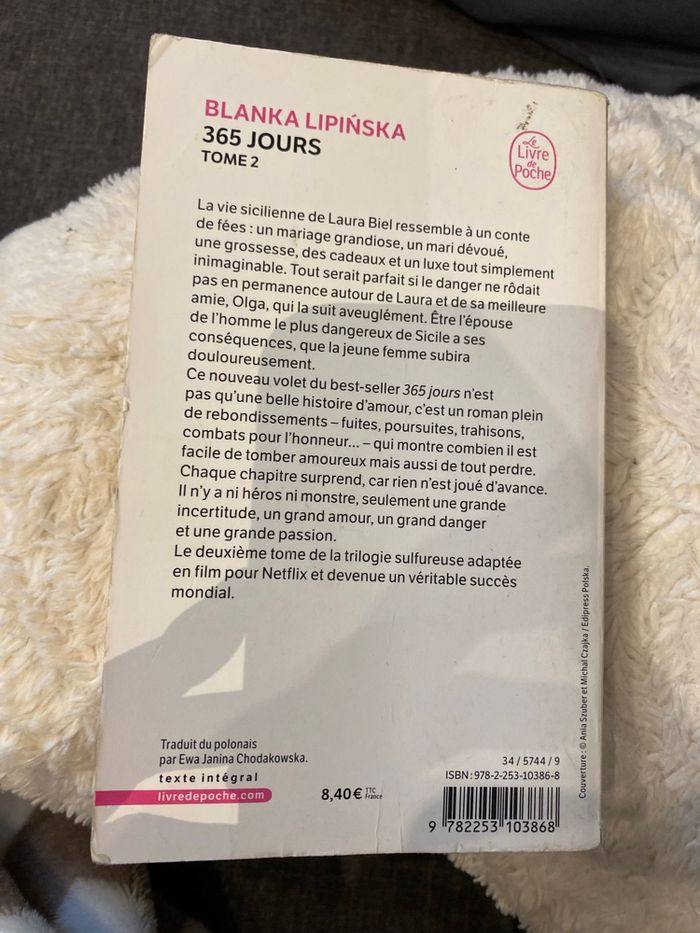 BLANKA LIPIŃSKA
365 JOURS
TOME 2
Le
Livre
de
Poche
La vie sicilienne de Laura Biel ressemble à un conte
de fées : un mariage grandiose, un mari dévoué,
une grossesse, des cadeaux et un luxe tout simplement
inimaginable. Tout serait parfait si le danger ne rôdait
pas en permanence autour de Laura et de sa meilleure
amie, Olga, qui la suit aveuglément. Être l'épouse
de l'homme le plus dangereux de Sicile a ses
conséquences, que la jeune femme subira
douloureusement.
Ce nouveau volet du best-seller 365 jours n'est
pas qu'une belle histoire d'amour, c'est un roman plein
de rebondissements – fuites, poursuites, trahisons,
combats pour l'honneur... – qui montre combien il est
facile de tomber amoureux mais aussi de tout perdre.
Chaque chapitre surprend, car rien n'est joué d'avance.
Il n'y a ni héros ni monstre, seulement une grande
incertitude, un grand amour, un grand danger
et une grande passion.
Le deuxième tome de la trilogie sulfureuse adaptée
en film pour Netflix et devenue un véritable succès
mondial.
Traduit du polonais
par Ewa Janina Chodakowska.
texte intégral
livredepoche.com
8,40 € TTC
France
34 / 5744 / 9
ISBN : 978-2-253-10386-8
9 782253 103868
Couverture : © Ania Szuber et Michal Czajka / Edipress Polska.